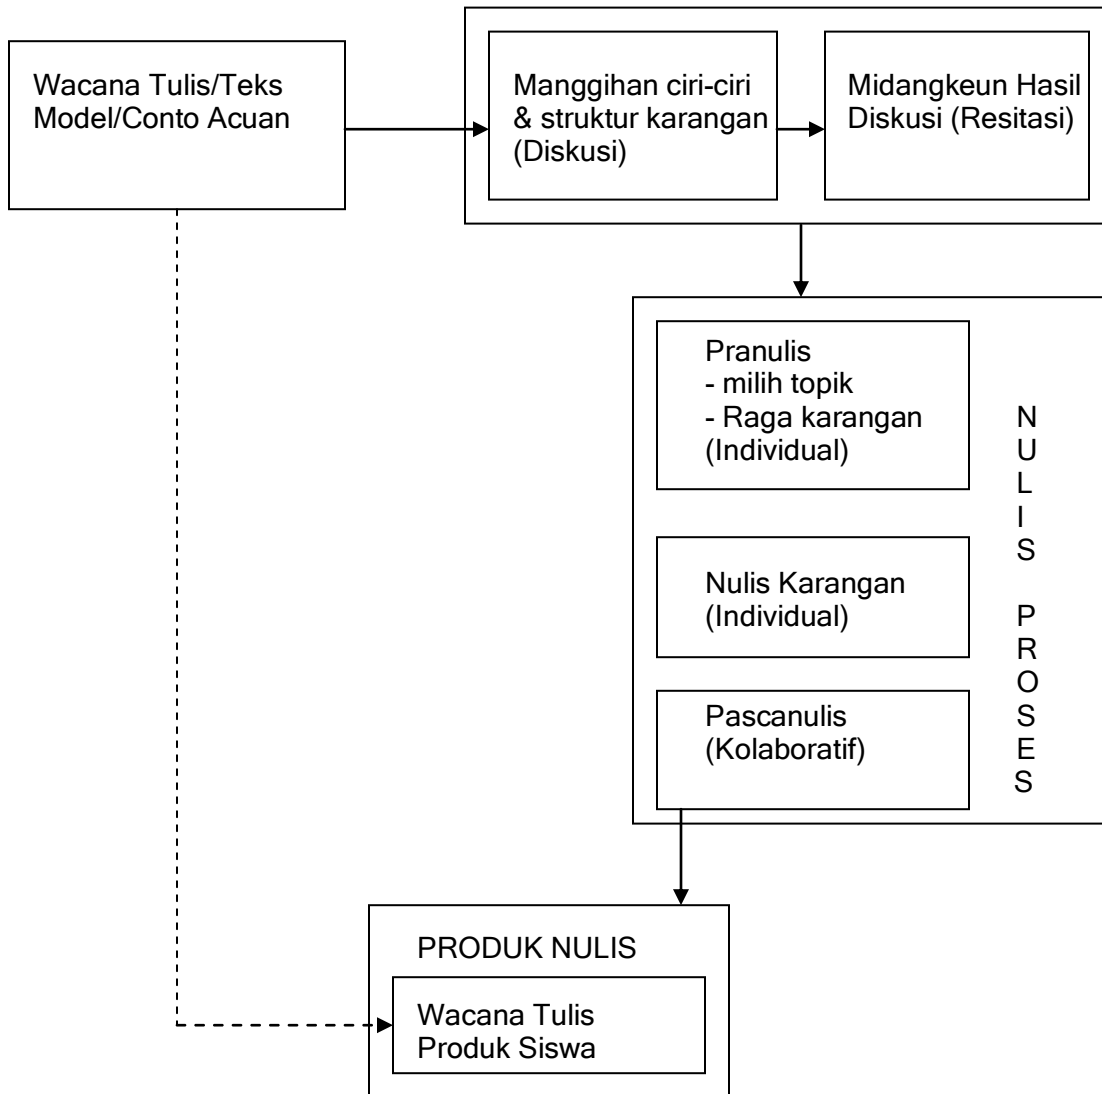 Wacana Tulis/Teks
Model/Conto Acuan
Manggihan ciri-ciri
& struktur karangan
(Diskusi)
Midangkeun Hasil
Diskusi (Resitasi)
Pranulis
- milih topik
- Raga karangan
(Individual)
Nulis Karangan
(Individual)
Pascanulis
(Kolaboratif)
N
U
L
I
S
P
R
O
S
E
S
PRODUK NULIS
Wacana Tulis
Produk Siswa